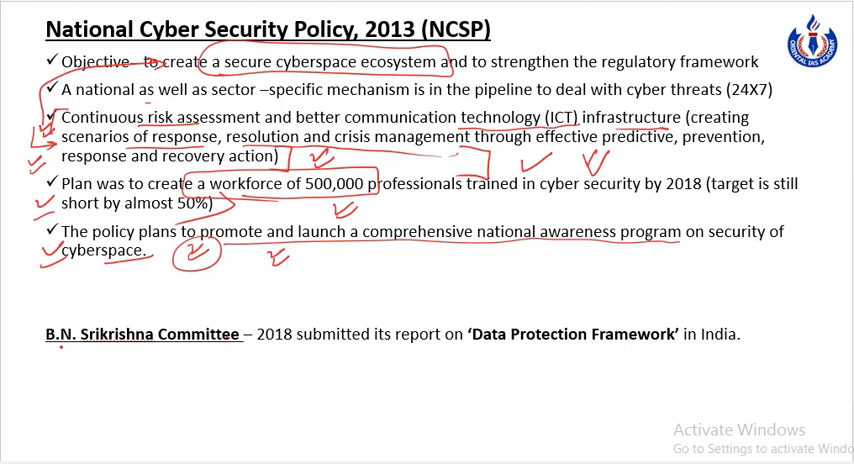 National Cyber Security Policy, 2013 (NCSP)
ORIENTAL IAS ACADEMY
✓ Objective- to create a secure cyberspace ecosystem and to strengthen the regulatory framework
✓ A national as well as sector –specific mechanism is in the pipeline to deal with cyber threats (24X7)
✓ Continuous risk assessment and better communication technology (ICT) infrastructure (creating
scenarios of response, resolution and crisis management through effective predictive, prevention,
response and recovery action)
✓ Plan was to create a workforce of 500,000 professionals trained in cyber security by 2018 (target is still
short by almost 50%)
✓ The policy plans to promote and launch a comprehensive national awareness program on security of
cyberspace.
B.N. Srikrishna Committee – 2018 submitted its report on ‘Data Protection Framework’ in India.
Activate Windows
Go to Settings to activate Windo